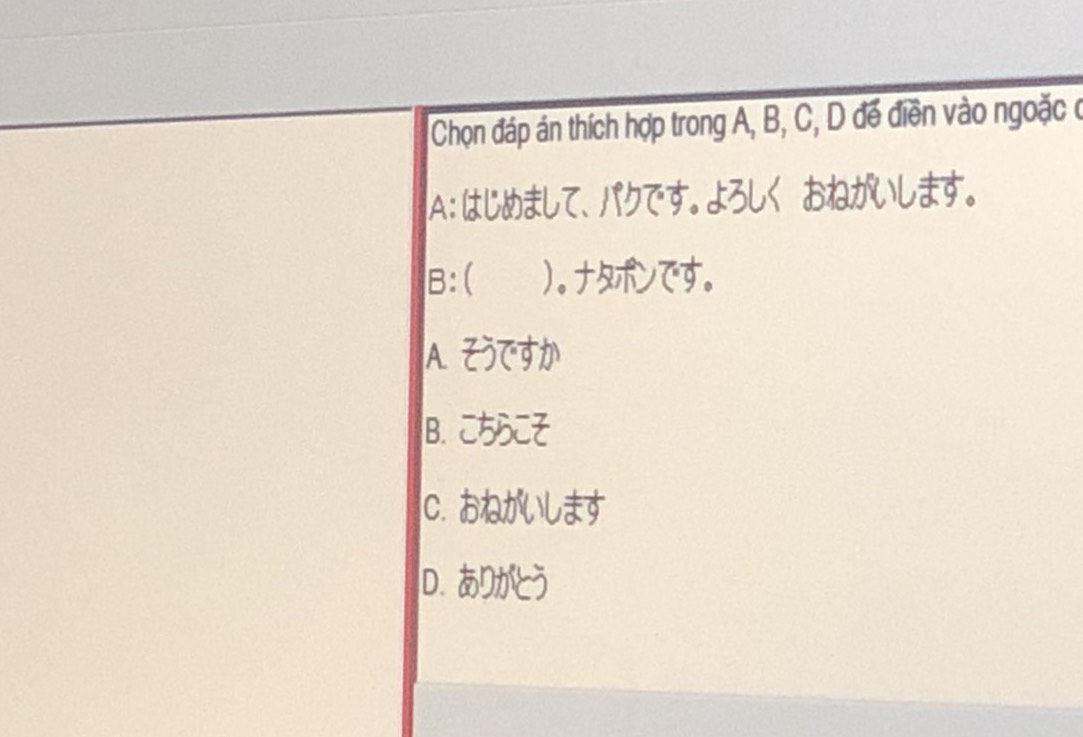 Chọn đáp án thích hợp trong A, B, C, D để điền vào ngoặc
A: はじめまして、パクです。よろしく おねがいします。
B: (　　)。ナタポンです。
A. そうですか
B. こちらこそ
C. おねがいします
D. ありがとう